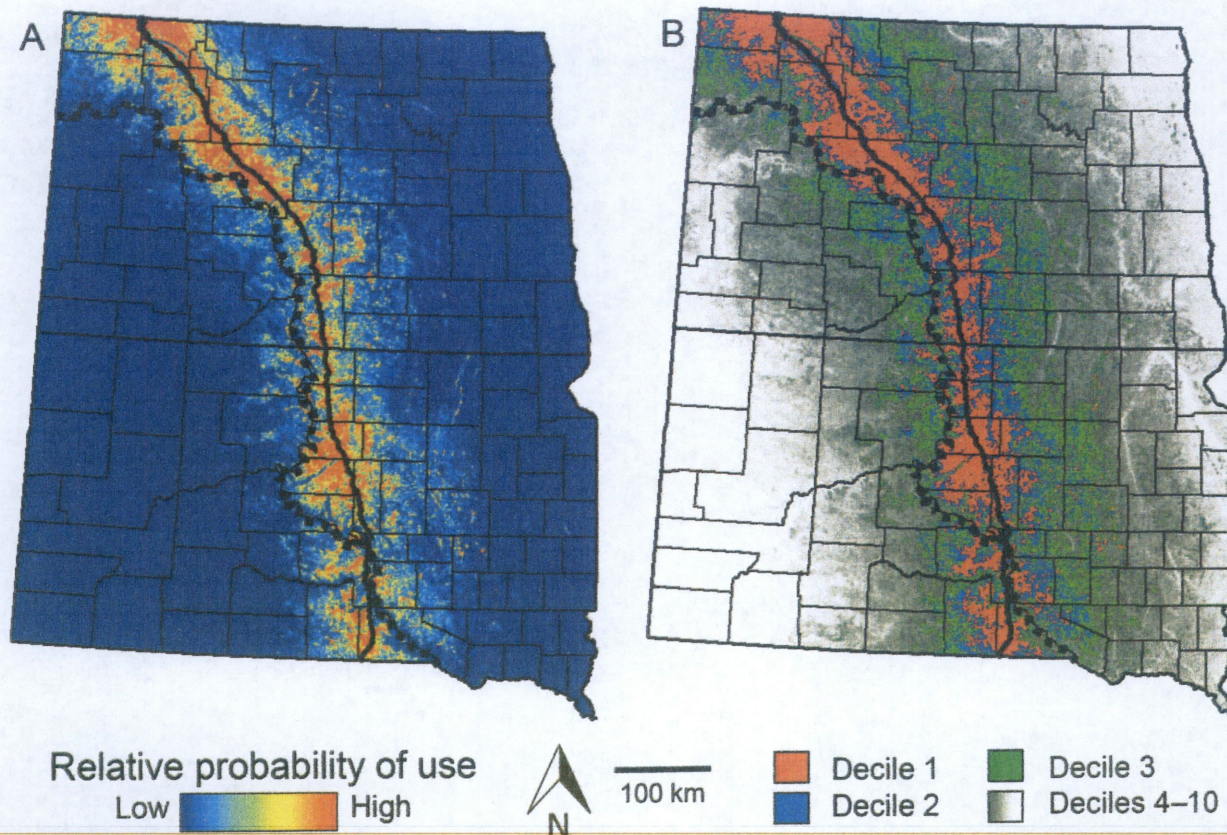 A
B
Relative probability of use
Low High
N
100 km
Decile 1
Decile 2
Decile 3
Deciles 4–10